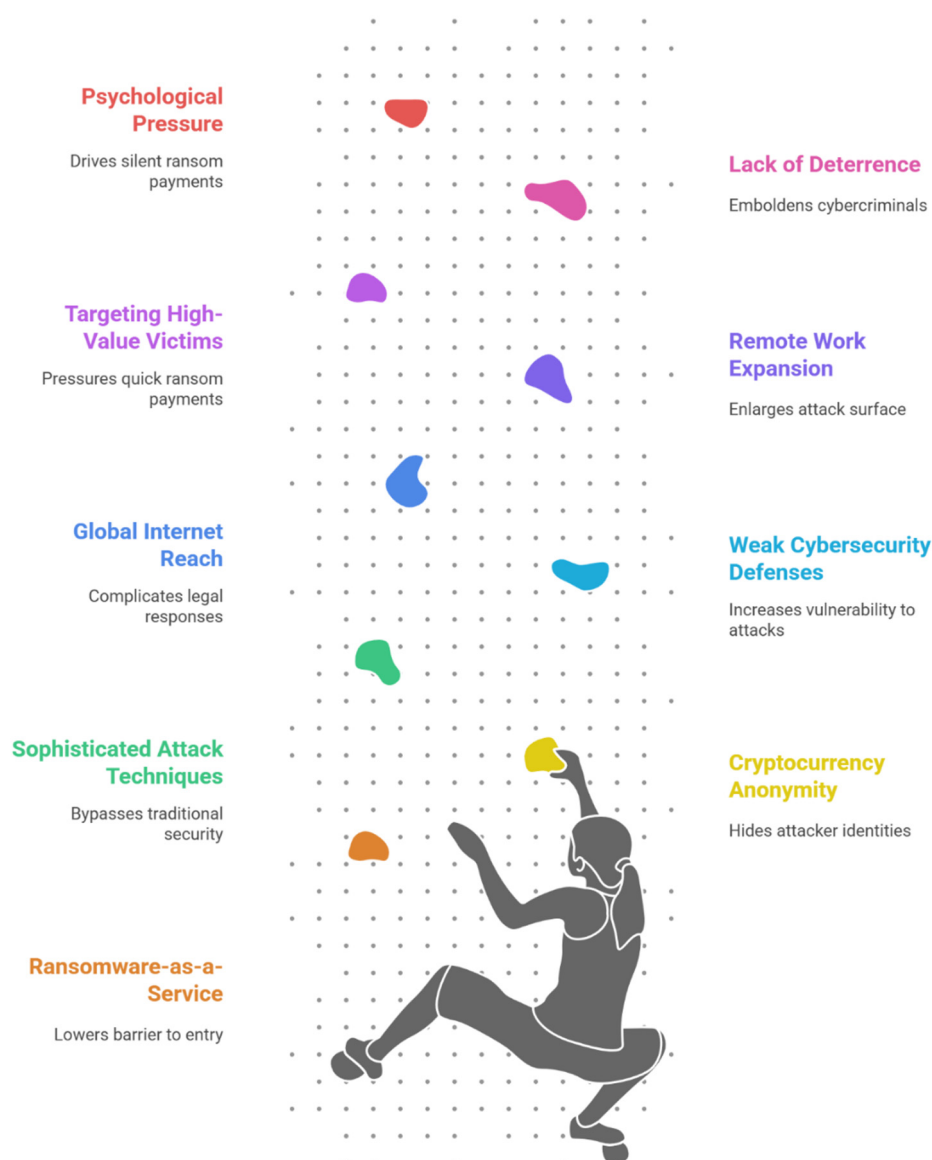 Psychological
Pressure
Drives silent ransom
payments
Lack of Deterrence
Emboldens cybercriminals
Targeting High-
Value Victims
Pressures quick ransom
payments
Remote Work
Expansion
Enlarges attack surface
Global Internet
Reach
Complicates legal
responses
Weak Cybersecurity
Defenses
Increases vulnerability to
attacks
Sophisticated Attack
Techniques
Bypasses traditional
security
Cryptocurrency
Anonymity
Hides attacker identities
Ransomware-as-a-
Service
Lowers barrier to entry